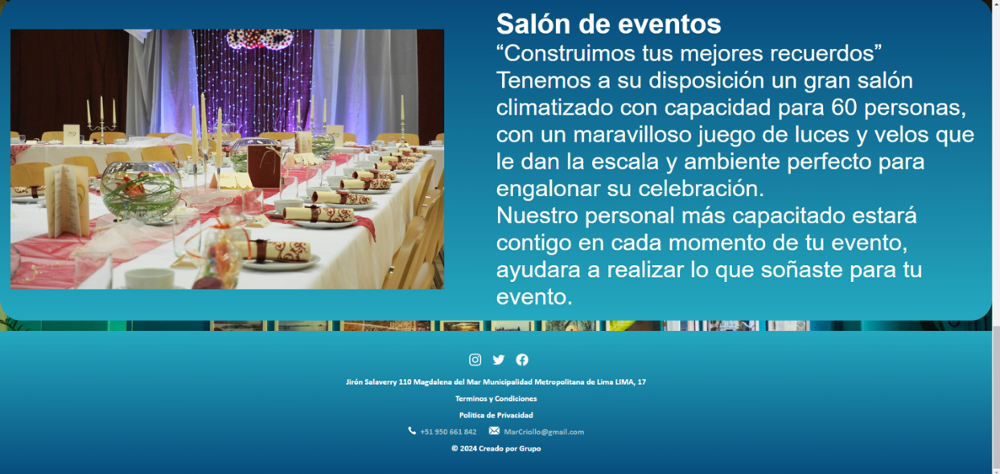 Salón de eventos
“Construimos tus mejores recuerdos”
Tenemos a su disposición un gran salón
climatizado con capacidad para 60 personas,
con un maravilloso juego de luces y velos que
le dan la escala y ambiente perfecto para
engalonar su celebración.
Nuestro personal más capacitado estará
contigo en cada momento de tu evento,
ayudara a realizar lo que soñaste para tu
evento.
Jirón Salaverry 110 Magdalena del Mar Municipalidad Metropolitana de Lima LIMA, 17
Terminos y Condiciones
Politica de Privacidad
+51 950 661 842 MarCriollo@gmail.com
© 2024 Creado por Grupo